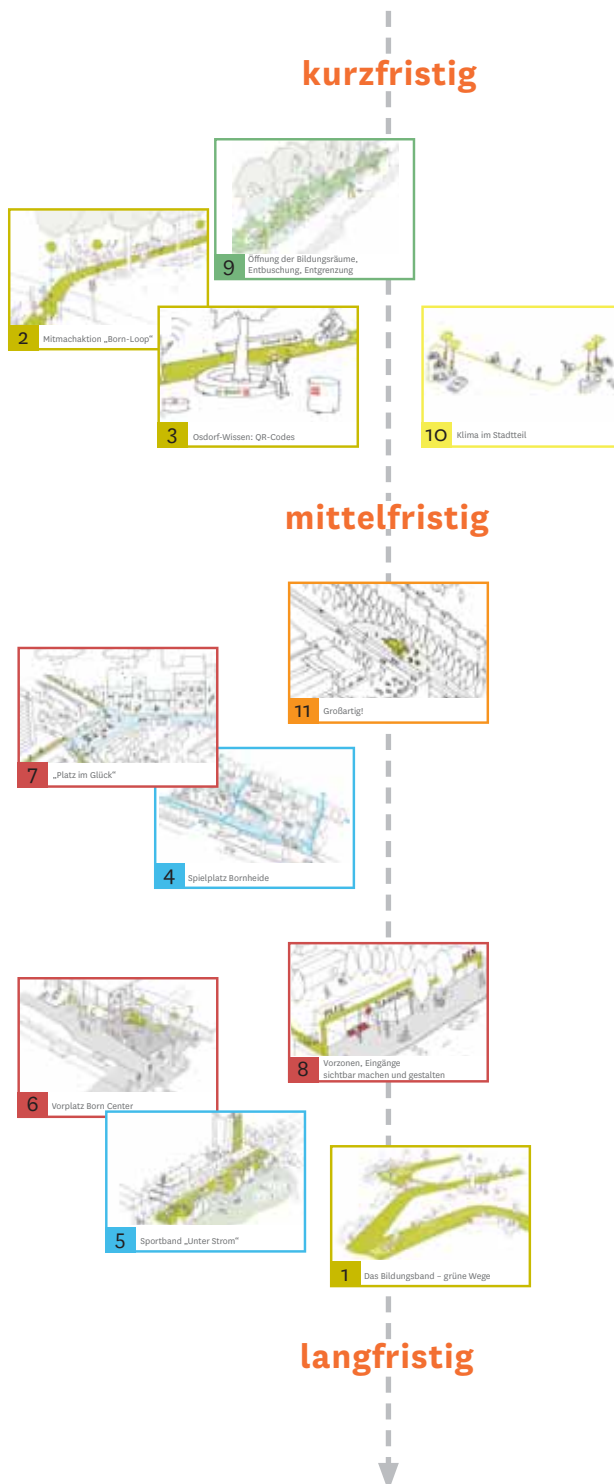 kurzfristig
9 Öffnung der Bildungsräume,
Entbuschung, Entgrenzung
2 Mitmachaktion „Born-Loop“
3 Osdorf-Wissen: QR-Codes
10 Klima im Stadtteil
mittelfristig
11 Großartig!
7 „Platz im Glück“
4 Spielplatz Bornheide
8 Vorzonen, Eingänge
sichtbar machen und gestalten
6 Vorplatz Born Center
5 Sportband „Unter Strom“
1 Das Bildungsband – grüne Wege
langfristig